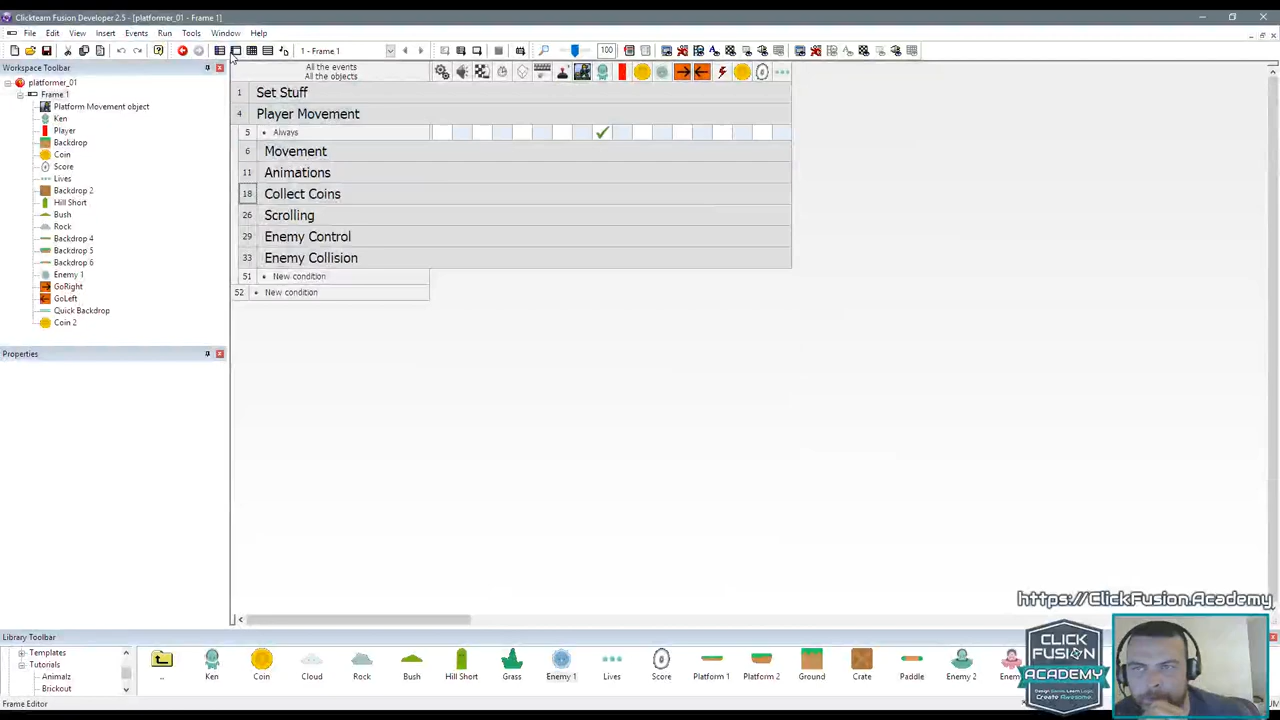 Clickteam Fusion Developer 2.5 - [platformer_01 - Frame 1]
File Edit View Insert Events Run Tools Window Help
1 - Frame 1
100
Workspace Toolbar
platformer_01
Frame 1
Platform Movement object
Ken
Player
Backdrop
Coin
Score
Lives
Backdrop 2
Hill Short
Bush
Rock
Backdrop 4
Backdrop 5
Backdrop 6
Enemy 1
GoRight
GoLeft
Quick Backdrop
Coin 2
Properties
All the events
All the objects
1 Set Stuff
4 Player Movement
5 • Always
6 Movement
11 Animations
18 Collect Coins
26 Scrolling
29 Enemy Control
33 Enemy Collision
51 • New condition
52 • New condition
https://ClickFusion.Academy
Library Toolbar
Templates
Tutorials
Animalz
Brickout
..
Ken
Coin
Cloud
Rock
Bush
Hill Short
Grass
Enemy 1
Lives
Score
Platform 1
Platform 2
Ground
Crate
Paddle
Enemy 2
CLICK
FUSION
ACADEMY
Frame Editor